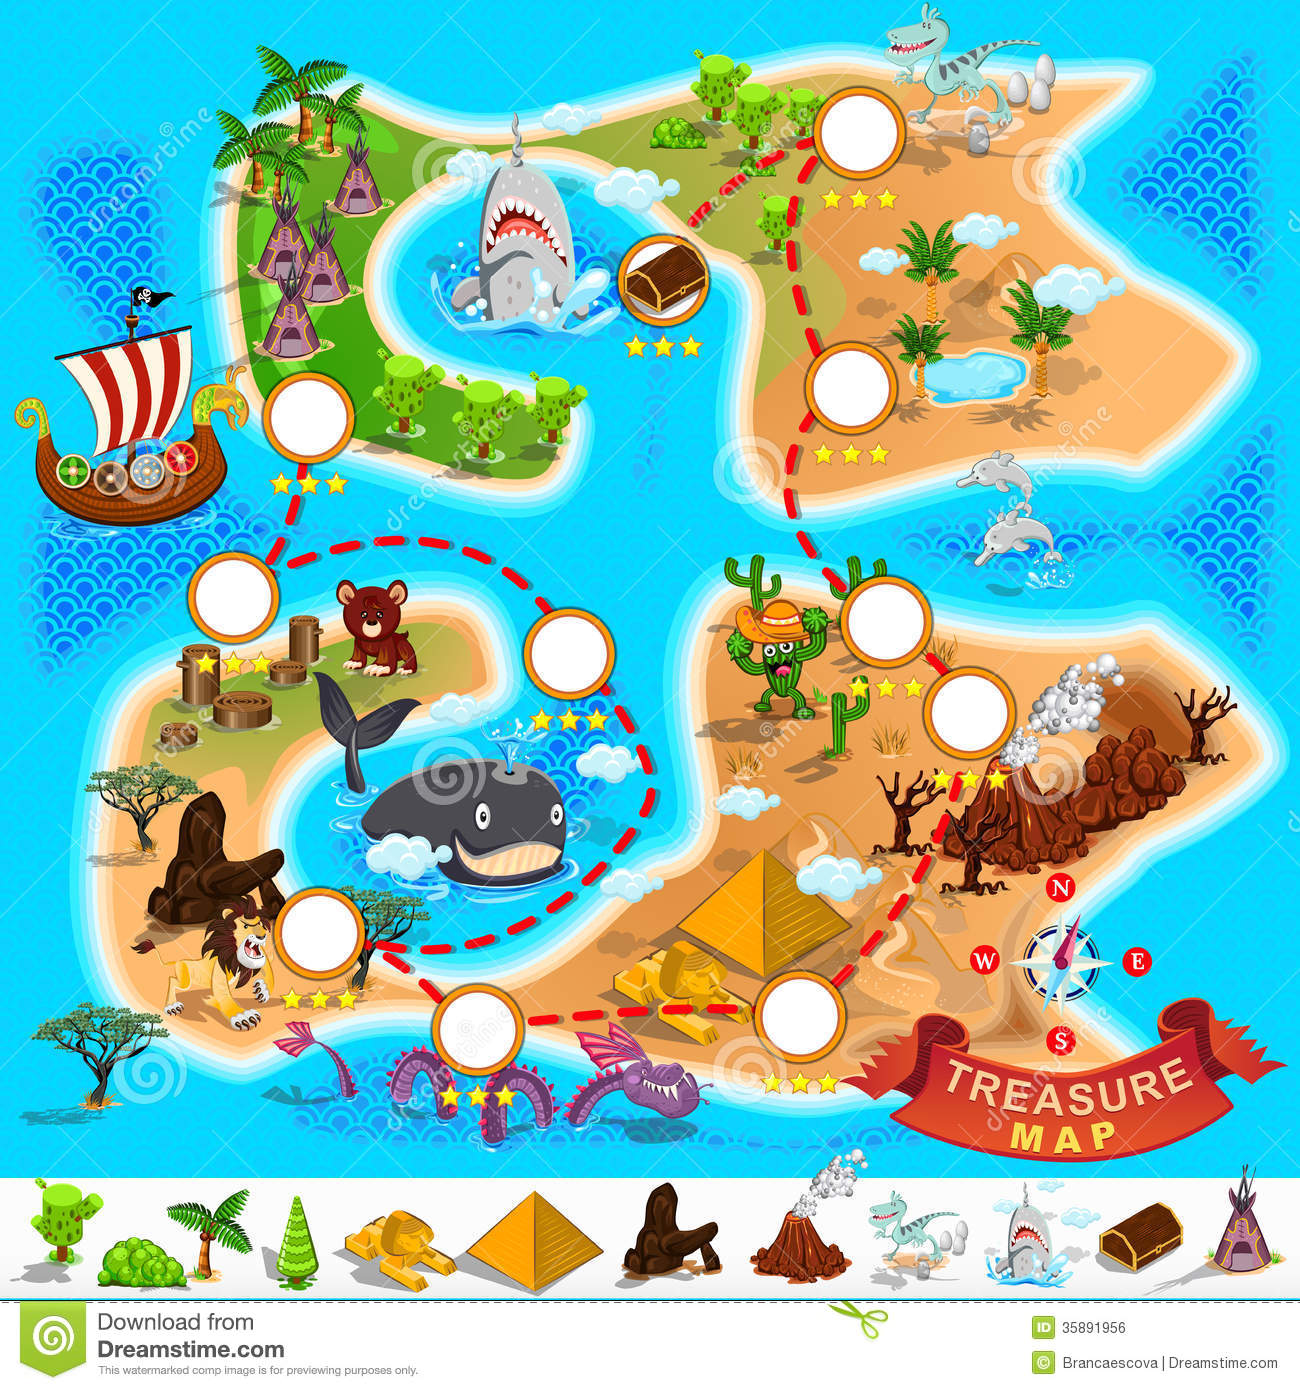 N
W
E
S
TREASURE
MAP
Download from
Dreamstime.com
This watermarked comp image is for previewing purposes only.
ID 35891956
© Brancaescova | Dreamstime.com